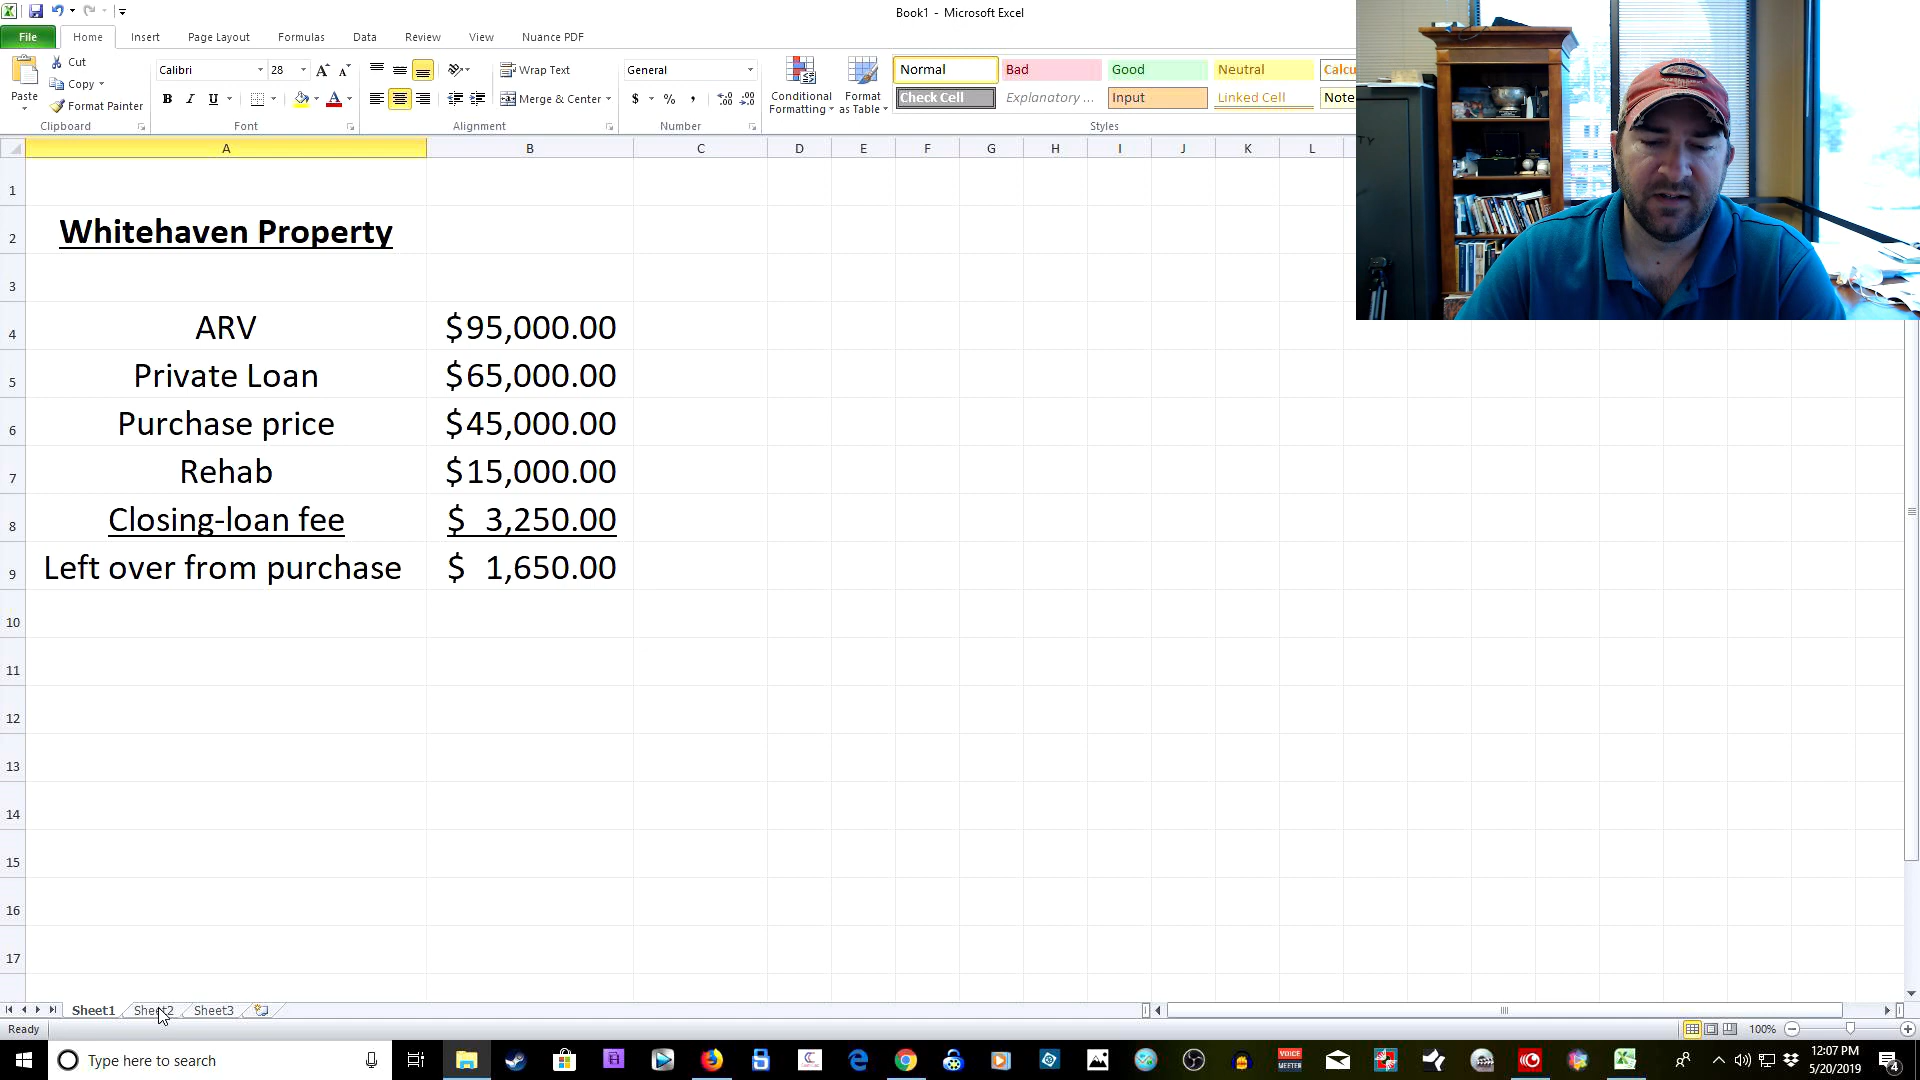 Book1 - Microsoft Excel
File Home Insert Page Layout Formulas Data Review View Nuance PDF
Paste
Cut
Copy
Format Painter
Clipboard
Calibri 28
B I U
Font
Wrap Text
Merge & Center
Alignment
General
$ % ,
Number
Conditional Formatting
Format as Table
Normal Bad Good Neutral
Check Cell Explanatory ... Input Linked Cell Note
Styles
A B C D E F G H I J K L
1
2 Whitehaven Property
3
4 ARV $95,000.00
5 Private Loan $65,000.00
6 Purchase price $45,000.00
7 Rehab $15,000.00
8 Closing-loan fee $ 3,250.00
9 Left over from purchase $ 1,650.00
10
11
12
13
14
15
16
17
Sheet1 Sheet2 Sheet3
Ready 100%
Type here to search
VOICE MEETER
12:07 PM
5/20/2019
4